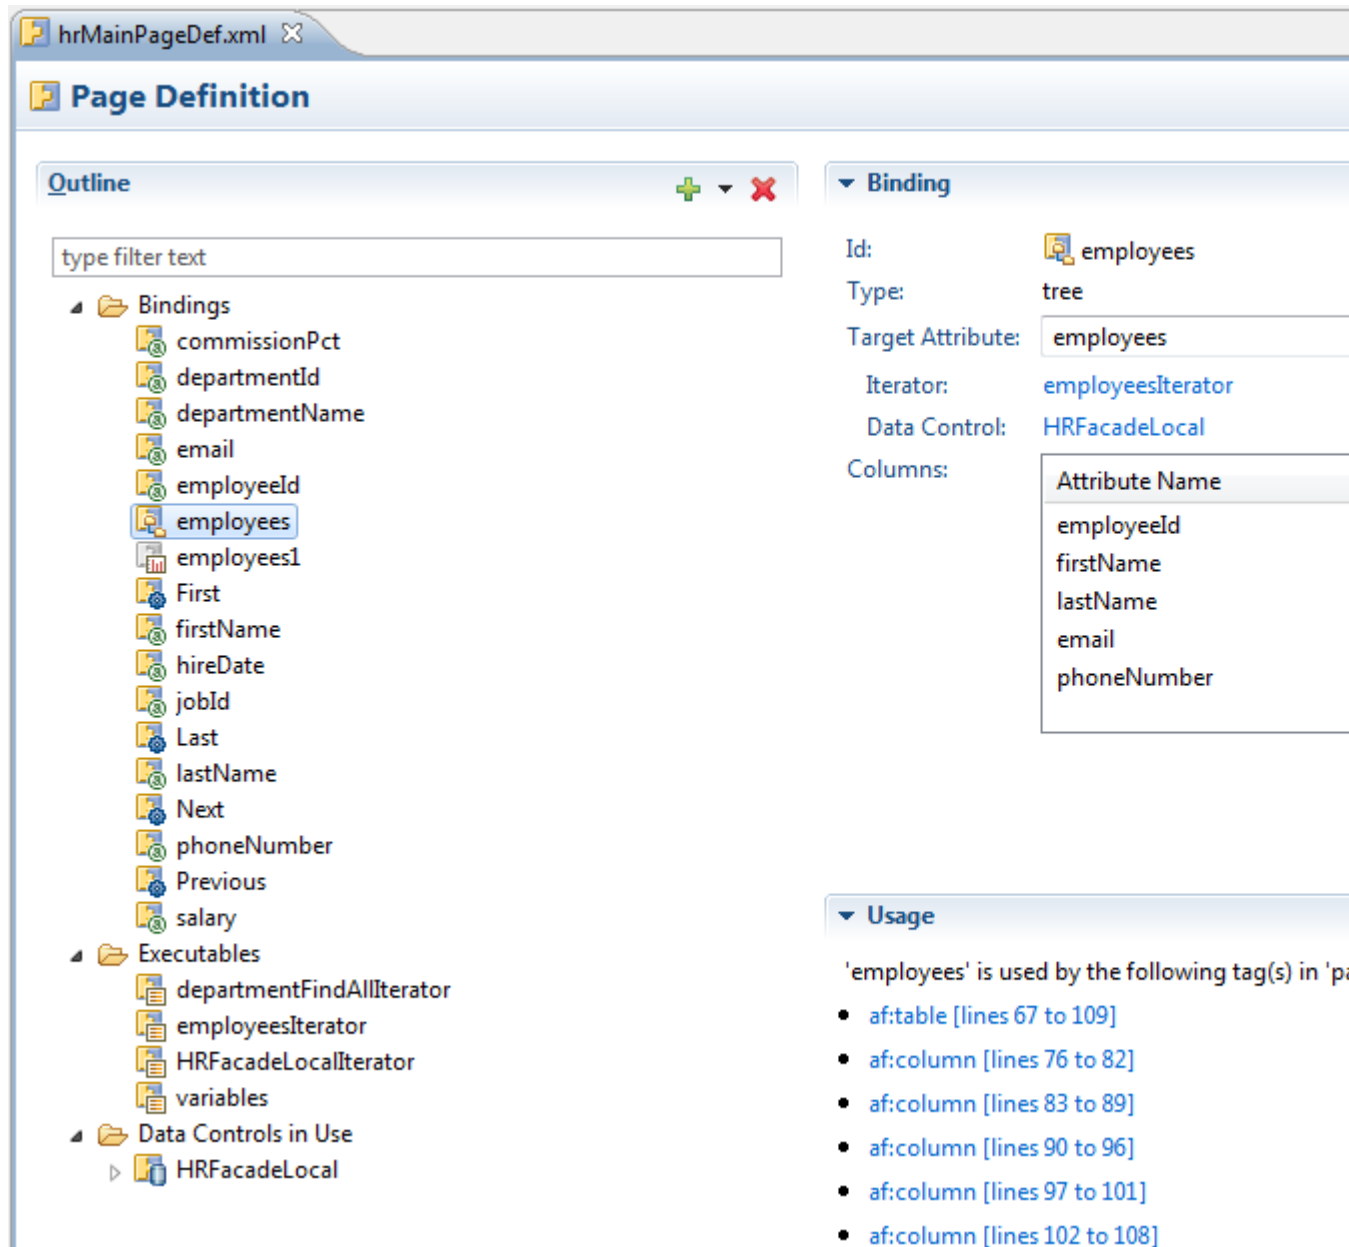 hrMainPageDef.xml
Page Definition
Outline
type filter text
Bindings
commissionPct
departmentId
departmentName
email
employeeId
employees
employees1
First
firstName
hireDate
jobId
Last
lastName
Next
phoneNumber
Previous
salary
Executables
departmentFindAllIterator
employeesIterator
HRFacadeLocalIterator
variables
Data Controls in Use
HRFacadeLocal
Binding
Id: employees
Type: tree
Target Attribute: employees
Iterator: employeesIterator
Data Control: HRFacadeLocal
Columns:
Attribute Name
employeeId
firstName
lastName
email
phoneNumber
Usage
'employees' is used by the following tag(s) in 'pa
• af:table [lines 67 to 109]
• af:column [lines 76 to 82]
• af:column [lines 83 to 89]
• af:column [lines 90 to 96]
• af:column [lines 97 to 101]
• af:column [lines 102 to 108]